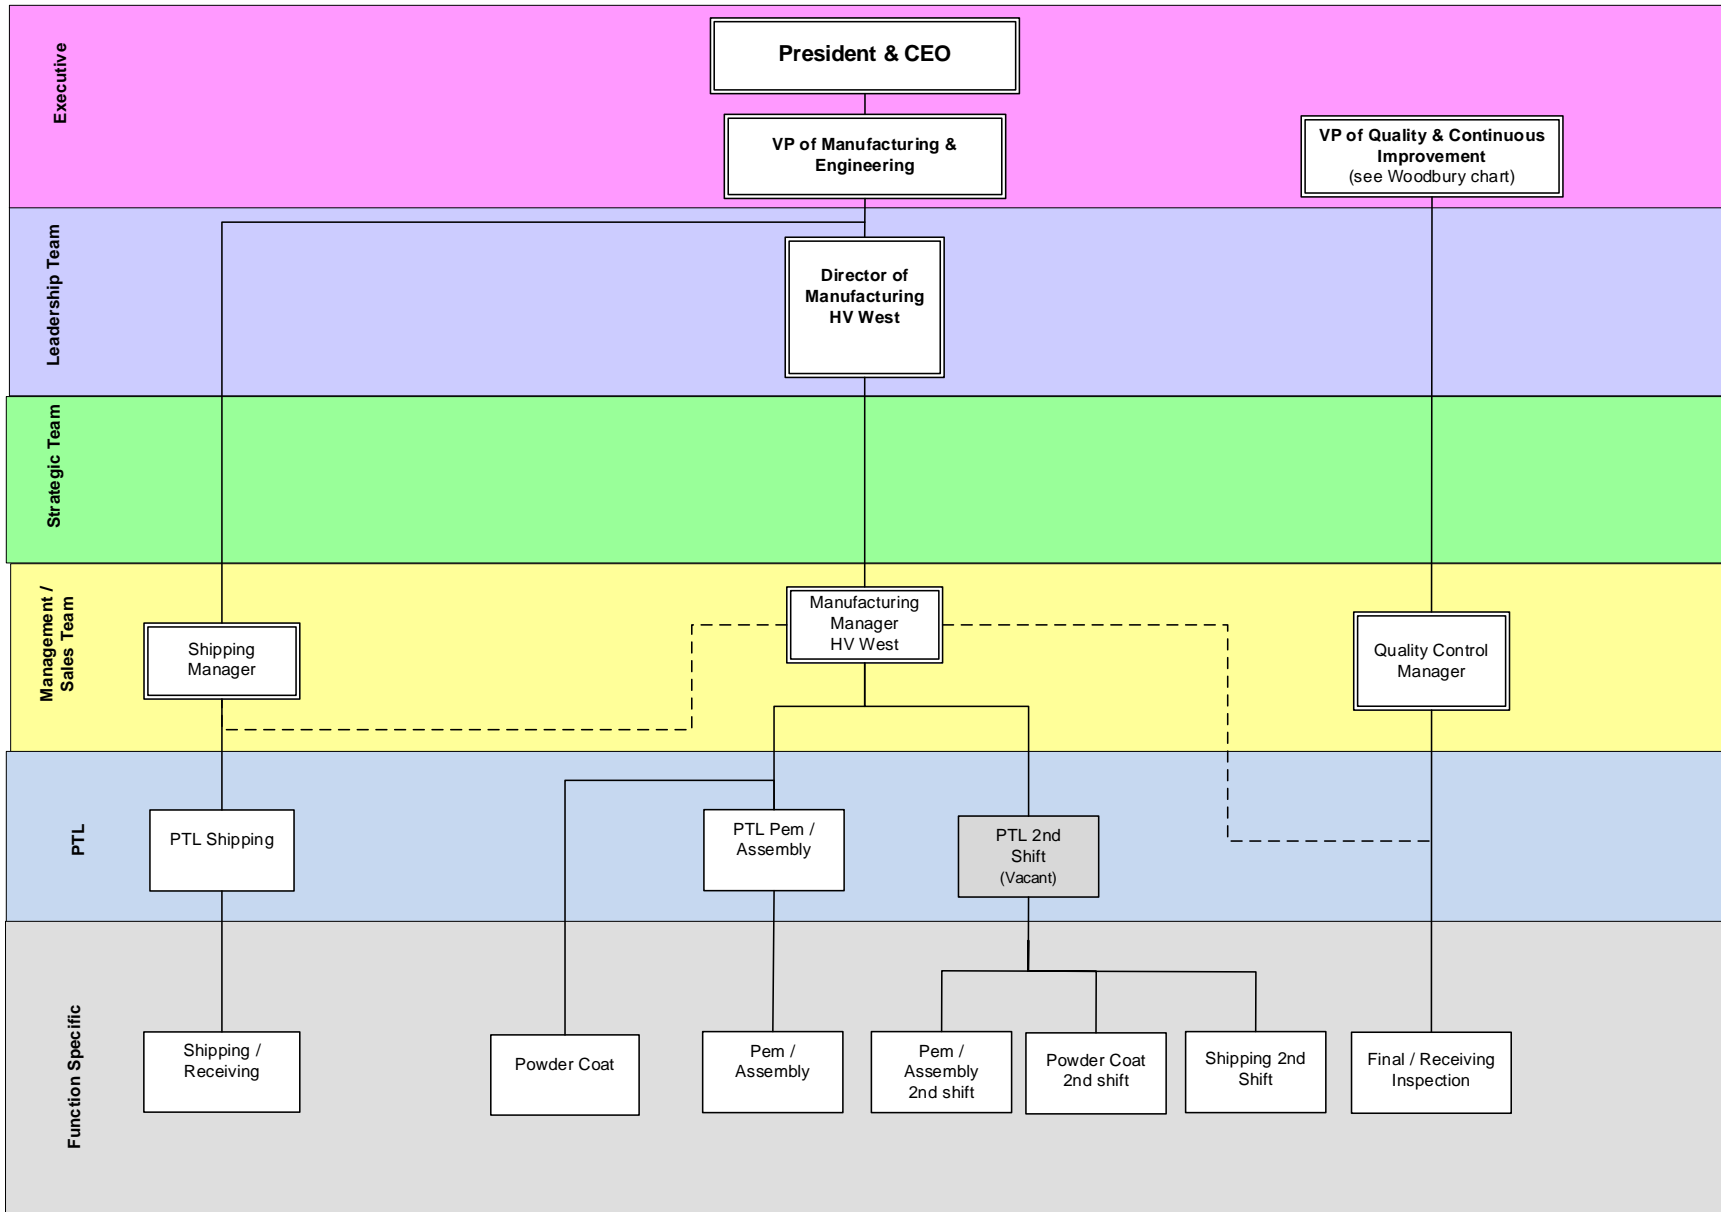 Executive
President & CEO
VP of Manufacturing &
Engineering
VP of Quality & Continuous
Improvement
(see Woodbury chart)
Leadership Team
Director of
Manufacturing
HV West
Strategic Team
Management /
Sales Team
Shipping
Manager
Manufacturing
Manager
HV West
Quality Control
Manager
PTL
PTL Shipping
PTL Pem /
Assembly
PTL 2nd
Shift
(Vacant)
Function Specific
Shipping /
Receiving
Powder Coat
Pem /
Assembly
Pem /
Assembly
2nd shift
Powder Coat
2nd shift
Shipping 2nd
Shift
Final / Receiving
Inspection